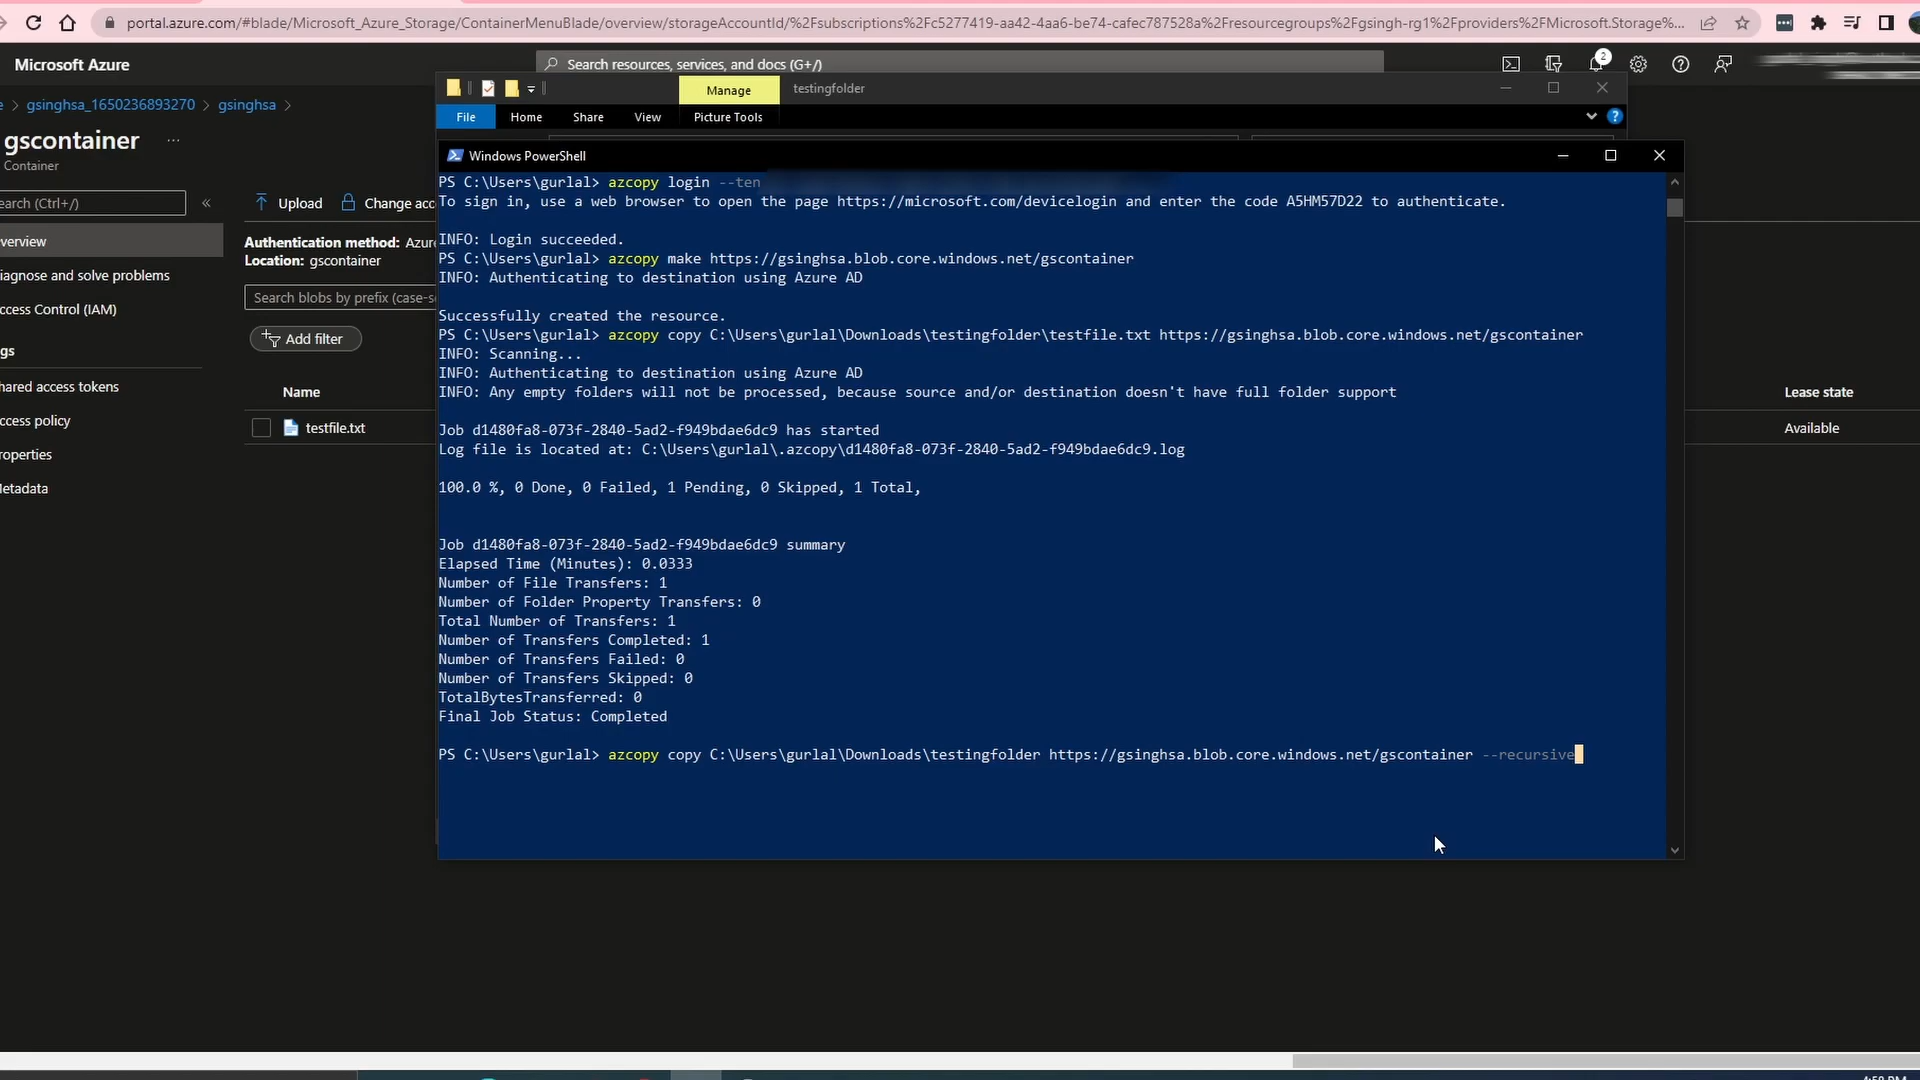 portal.azure.com/#blade/Microsoft_Azure_Storage/ContainerMenuBlade/overview/storageAccountId/%2Fsubscriptions%2Fc5277419-aa42-4aa6-be74-cafec787528a%2Fresourcegroups%2Fgsingh-rg1%2Fproviders%2FMicrosoft.Storage%...
Microsoft Azure
Search resources, services, and docs (G+/)
2
e > gsinghsa_1650236893270 > gsinghsa >
Manage
testingfolder
File
Home
Share
View
Picture Tools
gscontainer ...
Container
earch (Ctrl+/)
«
verview
iagnose and solve problems
ccess Control (IAM)
gs
hared access tokens
ccess policy
roperties
etadata
Upload
Change acc
Authentication method: Azure
Location: gscontainer
Search blobs by prefix (case-se
Add filter
Name
testfile.txt
Lease state
Available
Windows PowerShell
PS C:\Users\gurlal> azcopy login --ten
To sign in, use a web browser to open the page https://microsoft.com/devicelogin and enter the code A5HM57D22 to authenticate.
INFO: Login succeeded.
PS C:\Users\gurlal> azcopy make https://gsinghsa.blob.core.windows.net/gscontainer
INFO: Authenticating to destination using Azure AD
Successfully created the resource.
PS C:\Users\gurlal> azcopy copy C:\Users\gurlal\Downloads\testingfolder\testfile.txt https://gsinghsa.blob.core.windows.net/gscontainer
INFO: Scanning...
INFO: Authenticating to destination using Azure AD
INFO: Any empty folders will not be processed, because source and/or destination doesn't have full folder support
Job d1480fa8-073f-2840-5ad2-f949bdae6dc9 has started
Log file is located at: C:\Users\gurlal\.azcopy\d1480fa8-073f-2840-5ad2-f949bdae6dc9.log
100.0 %, 0 Done, 0 Failed, 1 Pending, 0 Skipped, 1 Total,
Job d1480fa8-073f-2840-5ad2-f949bdae6dc9 summary
Elapsed Time (Minutes): 0.0333
Number of File Transfers: 1
Number of Folder Property Transfers: 0
Total Number of Transfers: 1
Number of Transfers Completed: 1
Number of Transfers Failed: 0
Number of Transfers Skipped: 0
TotalBytesTransferred: 0
Final Job Status: Completed
PS C:\Users\gurlal> azcopy copy C:\Users\gurlal\Downloads\testingfolder https://gsinghsa.blob.core.windows.net/gscontainer --recursive